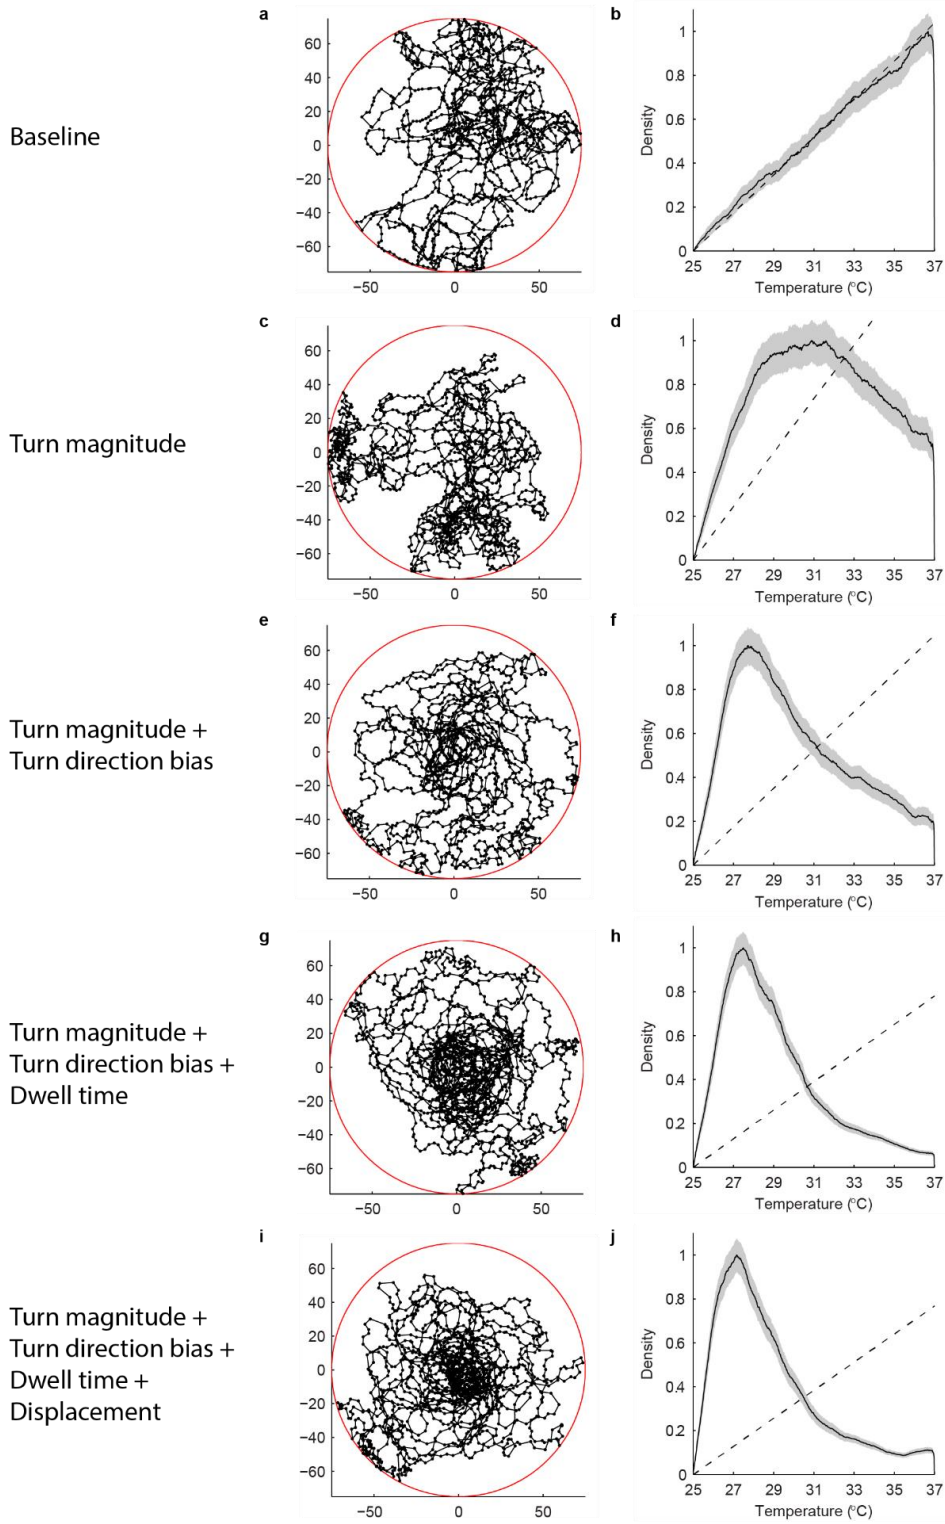 a
b
Baseline
60
40
20
0
−20
−40
−60
−50 0 50
Density
1
0.8
0.6
0.4
0.2
0
25 27 29 31 33 35 37
Temperature (°C)
c
d
Turn magnitude
60
40
20
0
−20
−40
−60
−50 0 50
Density
1
0.8
0.6
0.4
0.2
0
25 27 29 31 33 35 37
Temperature (°C)
e
f
Turn magnitude +
Turn direction bias
60
40
20
0
−20
−40
−60
−50 0 50
Density
1
0.8
0.6
0.4
0.2
0
25 27 29 31 33 35 37
Temperature (°C)
g
h
Turn magnitude +
Turn direction bias +
Dwell time
60
40
20
0
−20
−40
−60
−50 0 50
Density
1
0.8
0.6
0.4
0.2
0
25 27 29 31 33 35 37
Temperature (°C)
i
j
Turn magnitude +
Turn direction bias +
Dwell time +
Displacement
60
40
20
0
−20
−40
−60
−50 0 50
Density
1
0.8
0.6
0.4
0.2
0
25 27 29 31 33 35 37
Temperature (°C)